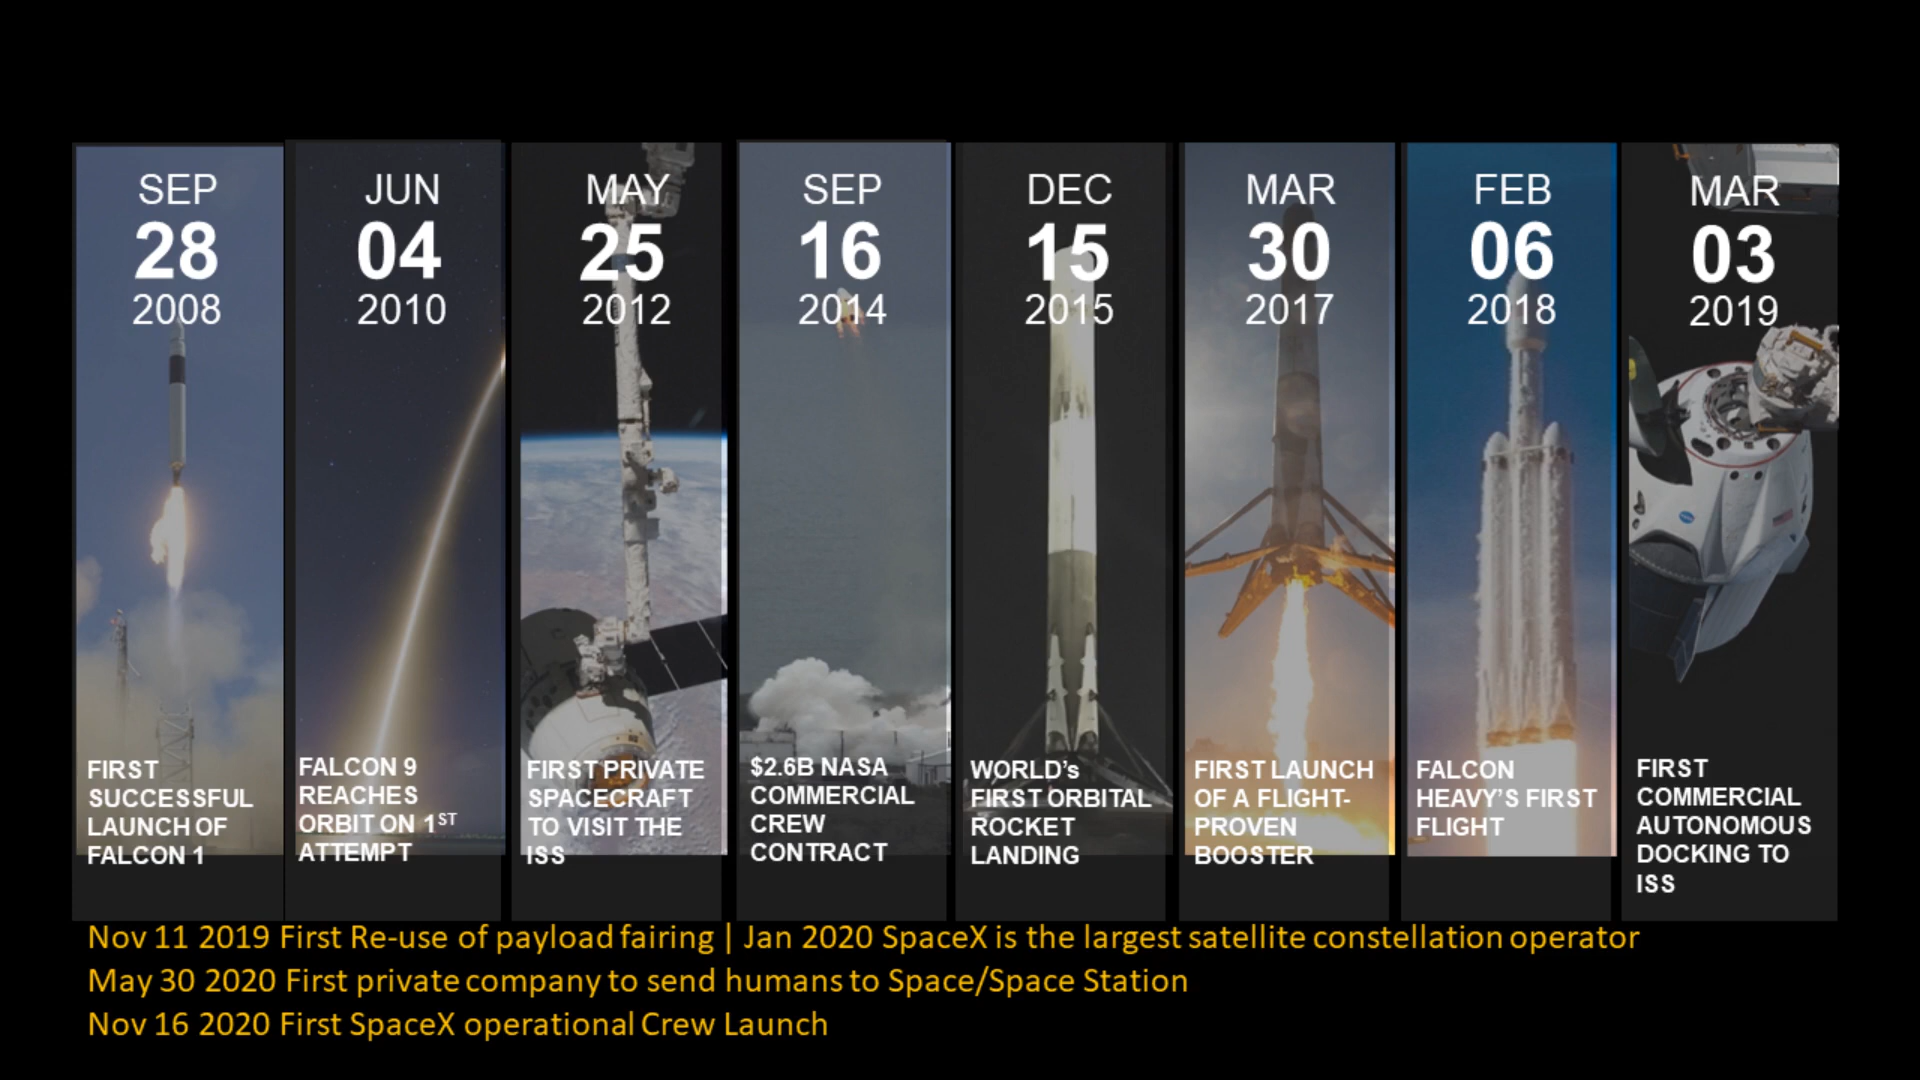 SEP
28
2008
FIRST
SUCCESSFUL
LAUNCH OF
FALCON 1
JUN
04
2010
FALCON 9
REACHES
ORBIT ON 1ST
ATTEMPT
MAY
25
2012
FIRST PRIVATE
SPACECRAFT
TO VISIT THE
ISS
SEP
16
2014
$2.6B NASA
COMMERCIAL
CREW
CONTRACT
DEC
15
2015
WORLD's
FIRST ORBITAL
ROCKET
LANDING
MAR
30
2017
FIRST LAUNCH
OF A FLIGHT-
PROVEN
BOOSTER
FEB
06
2018
FALCON
HEAVY'S FIRST
FLIGHT
MAR
03
2019
FIRST
COMMERCIAL
AUTONOMOUS
DOCKING TO
ISS
Nov 11 2019 First Re-use of payload fairing | Jan 2020 SpaceX is the largest satellite constellation operator
May 30 2020 First private company to send humans to Space/Space Station
Nov 16 2020 First SpaceX operational Crew Launch